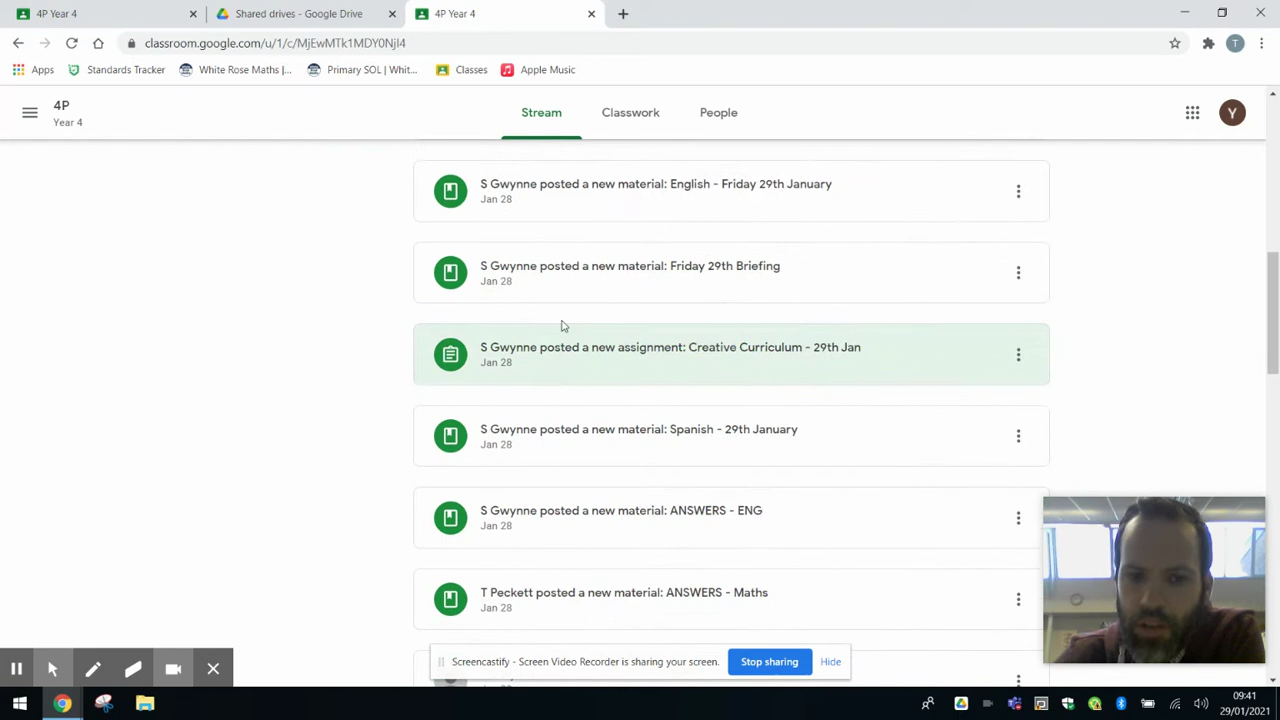 4P Year 4
Shared drives - Google Drive
4P Year 4
classroom.google.com/u/1/c/MjEwMTk1MDY0NjI4
T
Apps
Standards Tracker
White Rose Maths |...
Primary SOL | Whit...
Classes
Apple Music
4P
Year 4
Stream
Classwork
People
Y
S Gwynne posted a new material: English - Friday 29th January
Jan 28
S Gwynne posted a new material: Friday 29th Briefing
Jan 28
S Gwynne posted a new assignment: Creative Curriculum - 29th Jan
Jan 28
S Gwynne posted a new material: Spanish - 29th January
Jan 28
S Gwynne posted a new material: ANSWERS - ENG
Jan 28
T Peckett posted a new material: ANSWERS - Maths
Jan 28
Screencastify - Screen Video Recorder is sharing your screen.
Stop sharing
Hide
09:41
29/01/2021